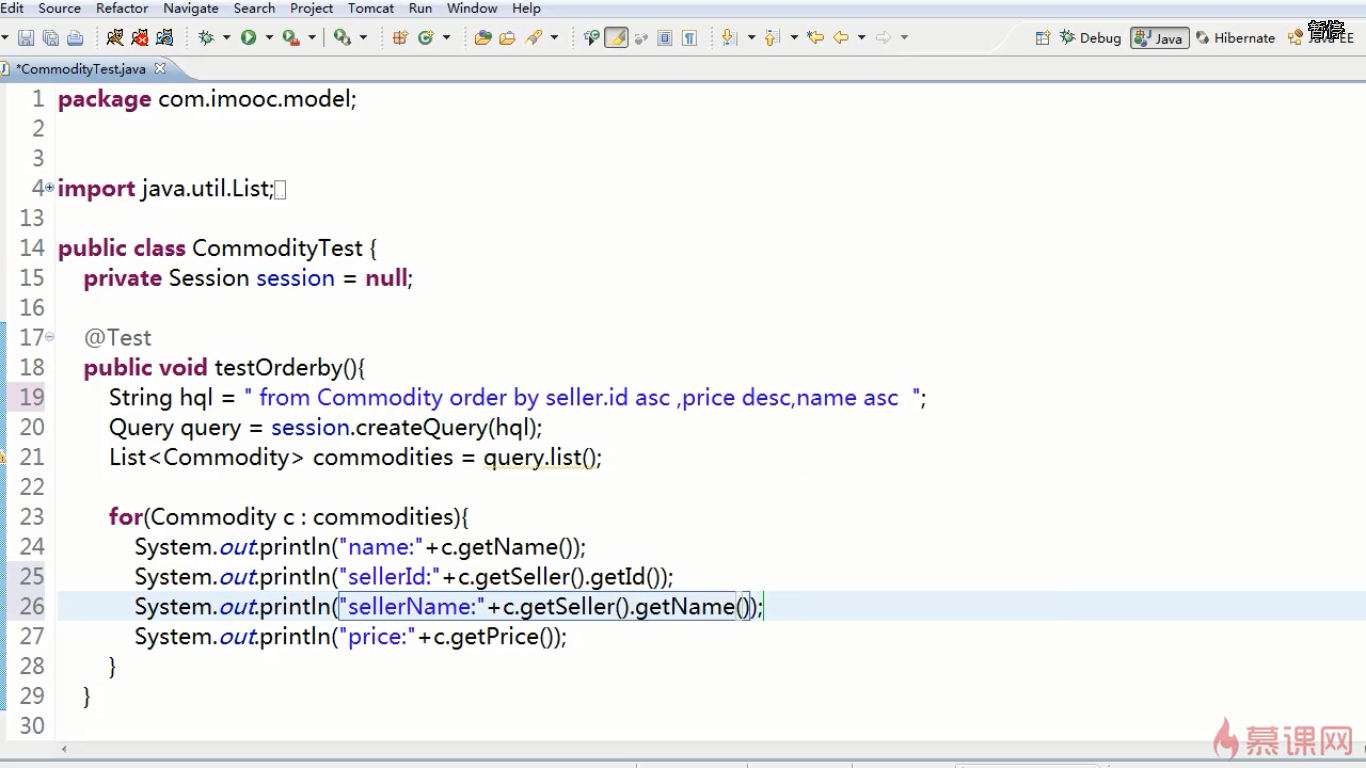 Edit Source Refactor Navigate Search Project Tomcat Run Window Help
Debug Java Hibernate Java EE
暂停
*CommodityTest.java
1 package com.imooc.model;
2
3
4 import java.util.List;
13
14 public class CommodityTest {
15 private Session session = null;
16
17 @Test
18 public void testOrderby(){
19 String hql = " from Commodity order by seller.id asc ,price desc,name asc  ";
20 Query query = session.createQuery(hql);
21 List<Commodity> commodities = query.list();
22
23 for(Commodity c : commodities){
24 System.out.println("name:"+c.getName());
25 System.out.println("sellerId:"+c.getSeller().getId());
26 System.out.println("sellerName:"+c.getSeller().getName());
27 System.out.println("price:"+c.getPrice());
28 }
29 }
30
慕课网